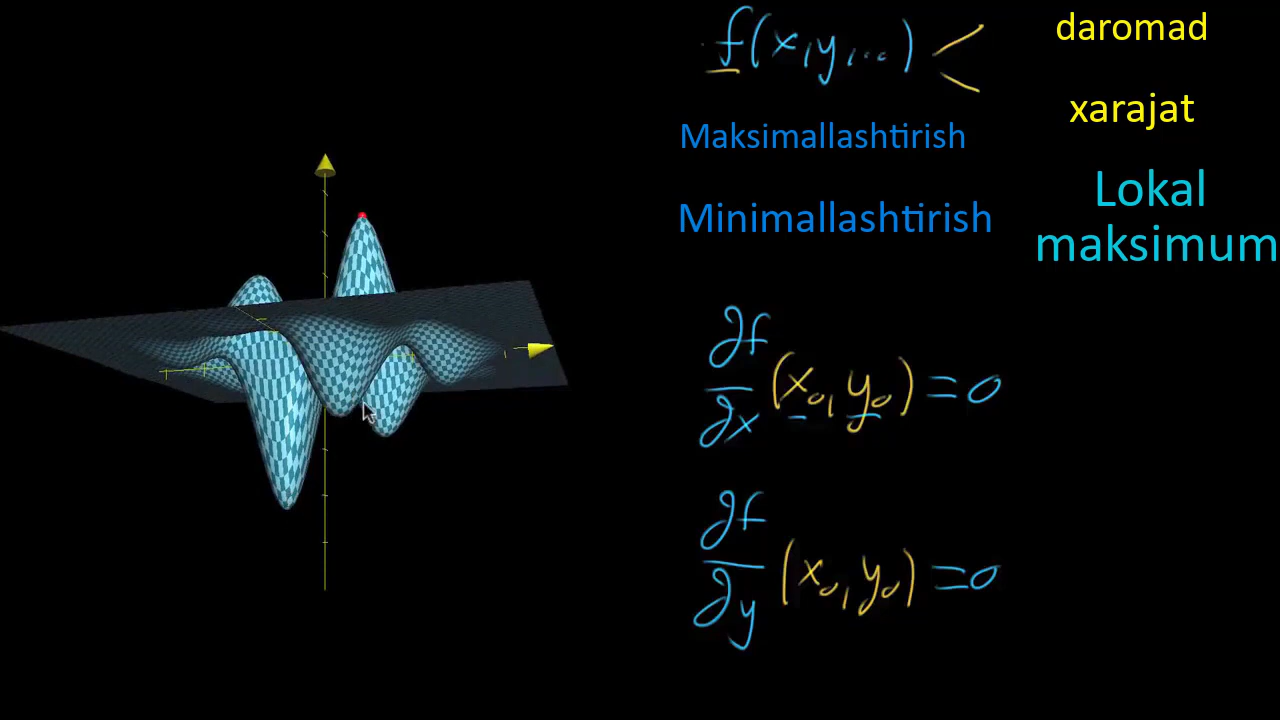 f(x, y, ...) <
daromad
xarajat
Maksimallashtirish
Minimallashtirish
Lokal
maksimum
∂f/∂x (x₀, y₀) = 0
∂f/∂y (x₀, y₀) = 0